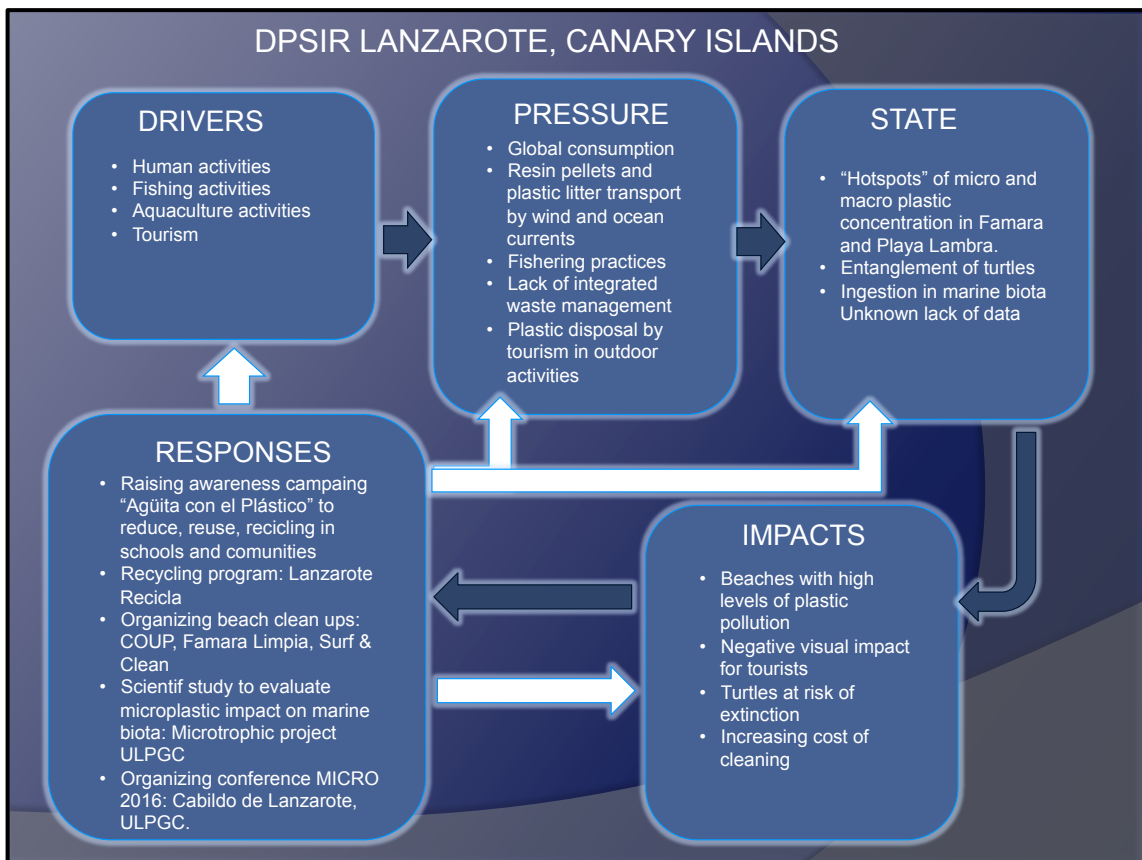 DPSIR LANZAROTE, CANARY ISLANDS
DRIVERS
• Human activities
• Fishing activities
• Aquaculture activities
• Tourism
PRESSURE
• Global consumption
• Resin pellets and
plastic litter transport
by wind and ocean
currents
• Fishering practices
• Lack of integrated
waste management
• Plastic disposal by
tourism in outdoor
activities
STATE
• “Hotspots” of micro and
macro plastic
concentration in Famara
and Playa Lambra.
• Entanglement of turtles
• Ingestion in marine biota
Unknown lack of data
RESPONSES
• Raising awareness campaing
“Agüita con el Plástico” to
reduce, reuse, recicling in
schools and comunities
• Recycling program: Lanzarote
Recicla
• Organizing beach clean ups:
COUP, Famara Limpia, Surf &
Clean
• Scientif study to evaluate
microplastic impact on marine
biota: Microtrophic project
ULPGC
• Organizing conference MICRO
2016: Cabildo de Lanzarote,
ULPGC.
IMPACTS
• Beaches with high
levels of plastic
pollution
• Negative visual impact
for tourists
• Turtles at risk of
extinction
• Increasing cost of
cleaning